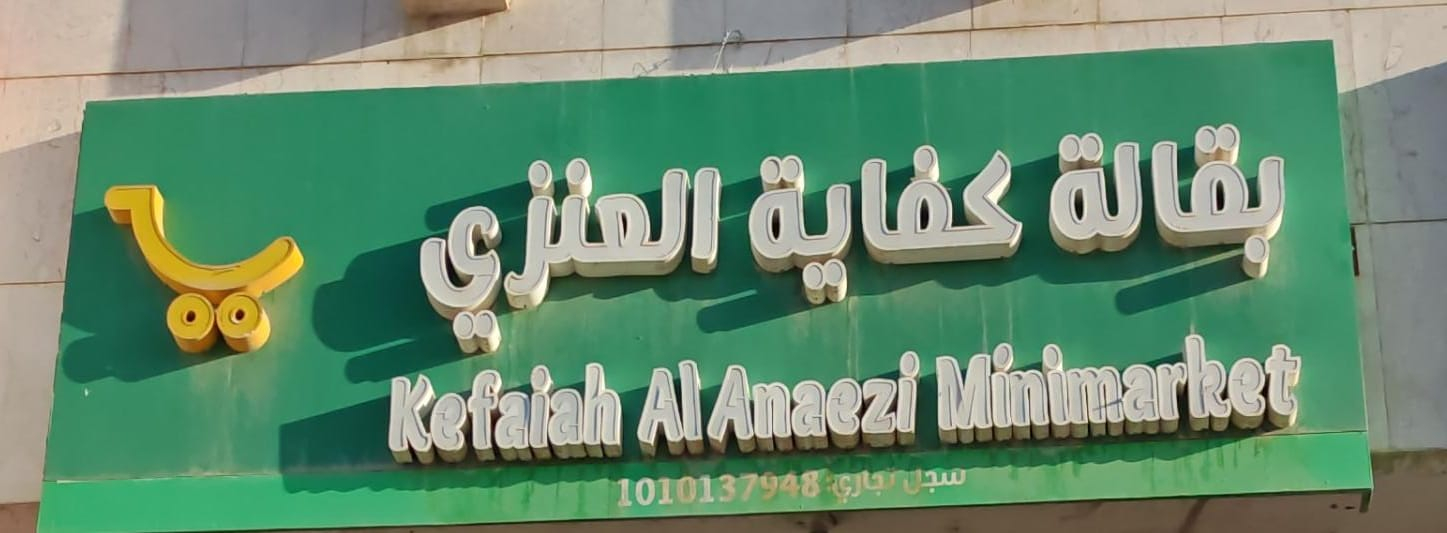 بقالة كفاية العنزي
Kefaiah Al Anaezi Minimarket
سجل تجاري: 1010137948